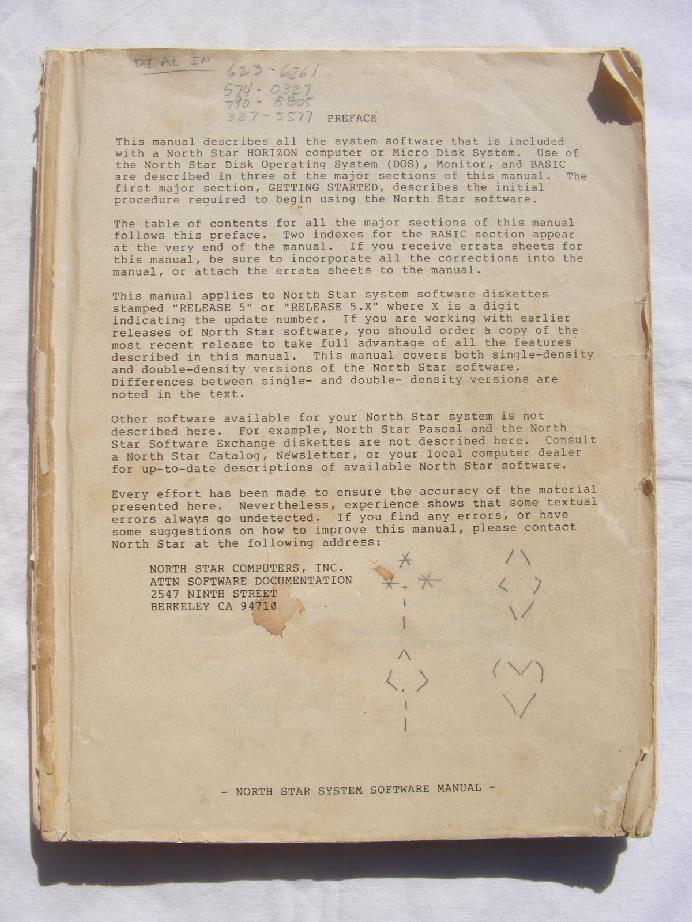 DIAL IN
623-6261
574-0327
790-8805
327-5577
PREFACE
This manual describes all the system software that is included
with a North Star HORIZON computer or Micro Disk System. Use of
the North Star Disk Operating System (DOS), Monitor, and BASIC
are described in three of the major sections of this manual. The
first major section, GETTING STARTED, describes the initial
procedure required to begin using the North Star software.
The table of contents for all the major sections of this manual
follows this preface. Two indexes for the BASIC section appear
at the very end of the manual. If you receive errata sheets for
this manual, be sure to incorporate all the corrections into the
manual, or attach the errata sheets to the manual.
This manual applies to North Star system software diskettes
stamped "RELEASE 5" or "RELEASE 5.X" where X is a digit
indicating the update number. If you are working with earlier
releases of North Star software, you should order a copy of the
most recent release to take full advantage of all the features
described in this manual. This manual covers both single-density
and double-density versions of the North Star software.
Differences between single- and double- density versions are
noted in the text.
Other software available for your North Star system is not
described here. For example, North Star Pascal and the North
Star Software Exchange diskettes are not described here. Consult
a North Star Catalog, Newsletter, or your local computer dealer
for up-to-date descriptions of available North Star software.
Every effort has been made to ensure the accuracy of the material
presented here. Nevertheless, experience shows that some textual
errors always go undetected. If you find any errors, or have
some suggestions on how to improve this manual, please contact
North Star at the following address:
NORTH STAR COMPUTERS, INC.
ATTN SOFTWARE DOCUMENTATION
2547 NINTH STREET
BERKELEY CA 94710
- NORTH STAR SYSTEM SOFTWARE MANUAL -